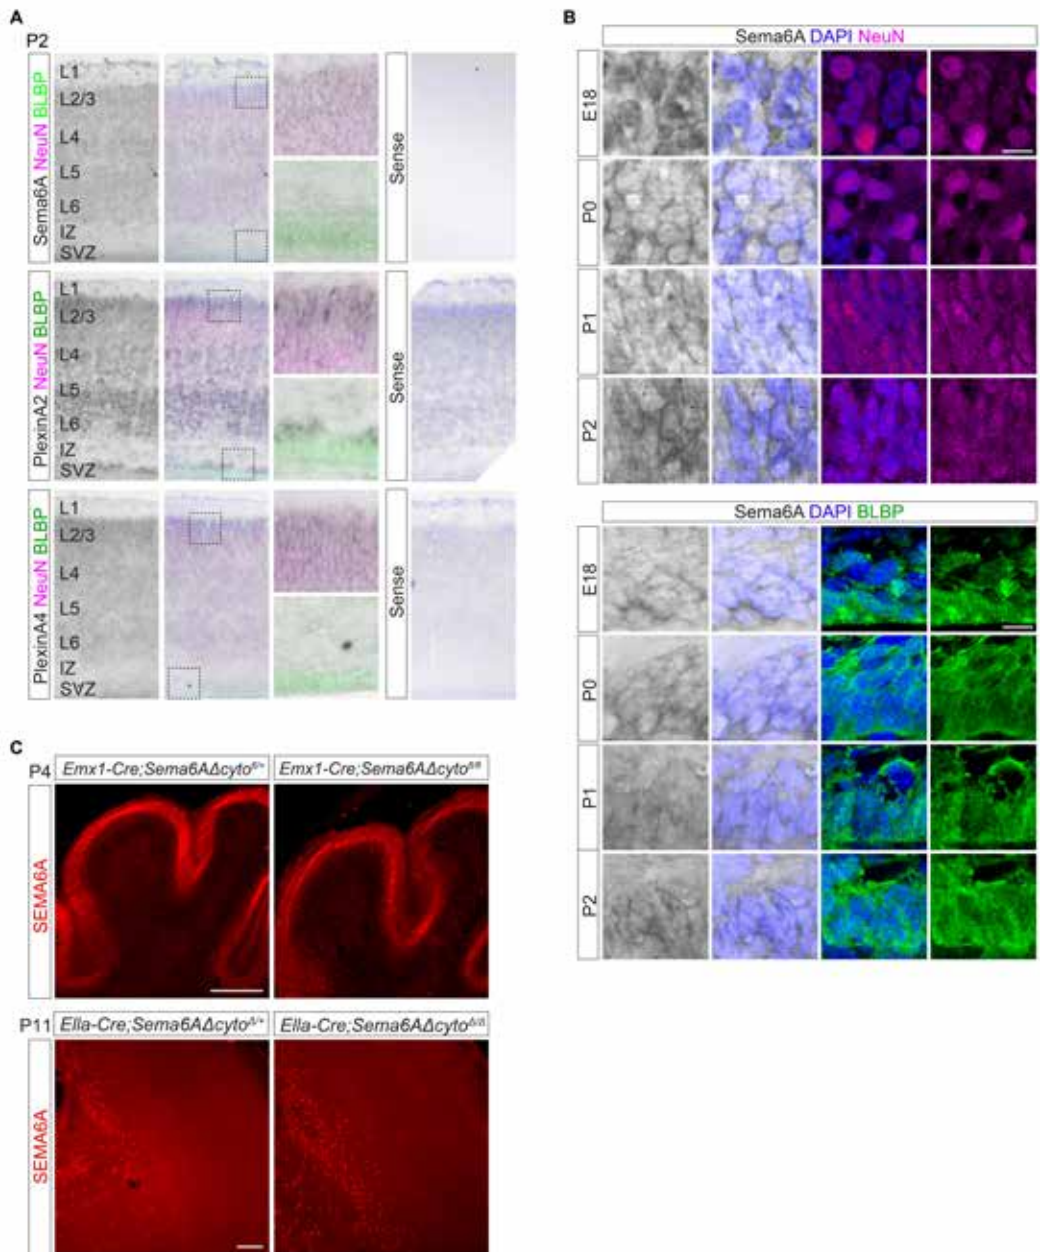 A
P2
Sema6A NeuN BLBP
L1
L2/3
L4
L5
L6
IZ
SVZ
Sense
PlexinA2 NeuN BLBP
L1
L2/3
L4
L5
L6
IZ
SVZ
Sense
PlexinA4 NeuN BLBP
L1
L2/3
L4
L5
L6
IZ
SVZ
Sense
B
Sema6A DAPI NeuN
E18
P0
P1
P2
Sema6A DAPI BLBP
E18
P0
P1
P2
C
P4
Emx1-Cre;Sema6AΔcyto
Emx1-Cre;Sema6AΔcyto
SEMA6A
P11
Ella-Cre;Sema6AΔcyto
Ella-Cre;Sema6AΔcyto
SEMA6A